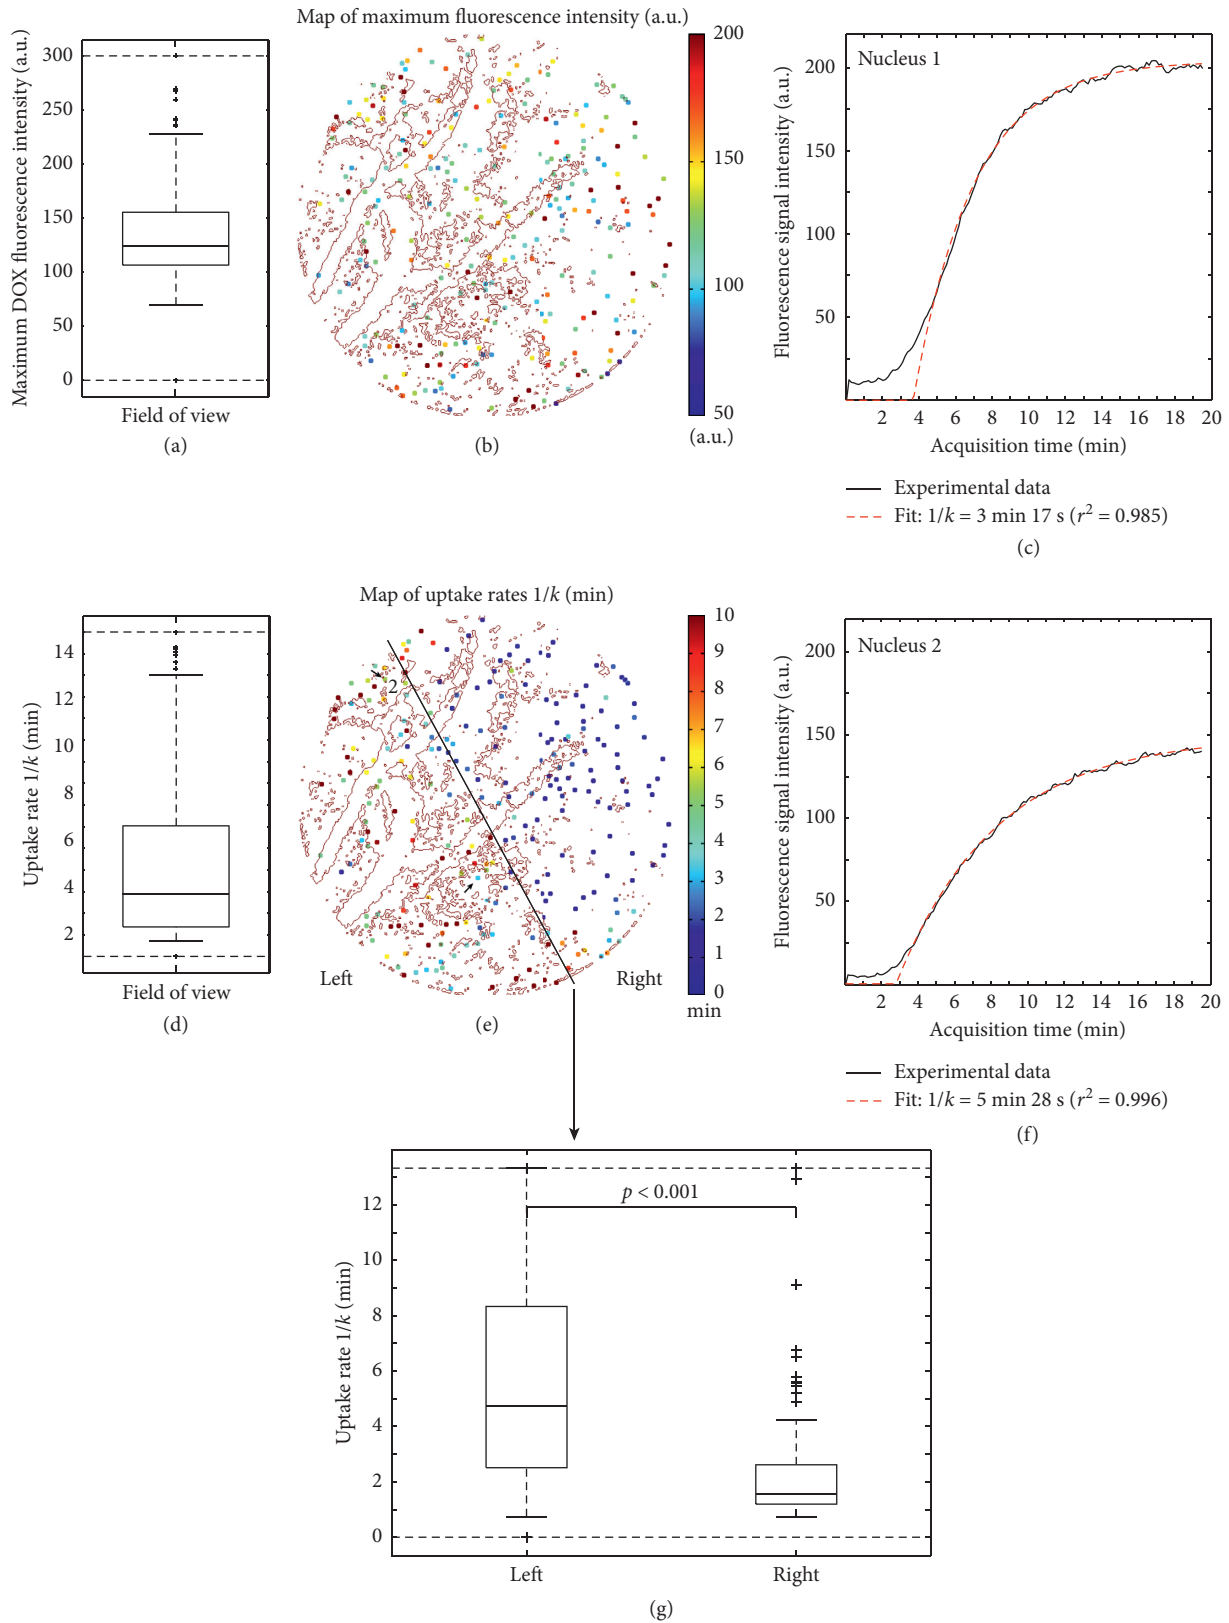 Maximum DOX fluorescence intensity (a.u.)
300
250
200
150
100
50
0
Field of view
(a)
Map of maximum fluorescence intensity (a.u.)
200
150
100
50
(a.u.)
(b)
Fluorescence signal intensity (a.u.)
Nucleus 1
200
150
100
50
2 4 6 8 10 12 14 16 18 20
Acquisition time (min)
Experimental data
Fit: 1/k = 3 min 17 s (r² = 0.985)
(c)
Uptake rate 1/k (min)
14
12
10
8
6
4
2
Field of view
(d)
Map of uptake rates 1/k (min)
2
Left
Right
10
9
8
7
6
5
4
3
2
1
0
min
(e)
Fluorescence signal intensity (a.u.)
Nucleus 2
200
150
100
50
2 4 6 8 10 12 14 16 18 20
Acquisition time (min)
Experimental data
Fit: 1/k = 5 min 28 s (r² = 0.996)
(f)
Uptake rate 1/k (min)
12
10
8
6
4
2
0
p < 0.001
Left Right
(g)